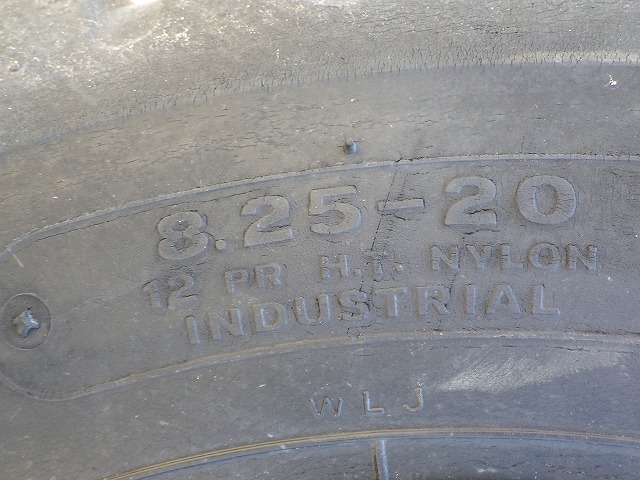 8.25-20
12 PR H.T. NYLON
INDUSTRIAL
WLJ